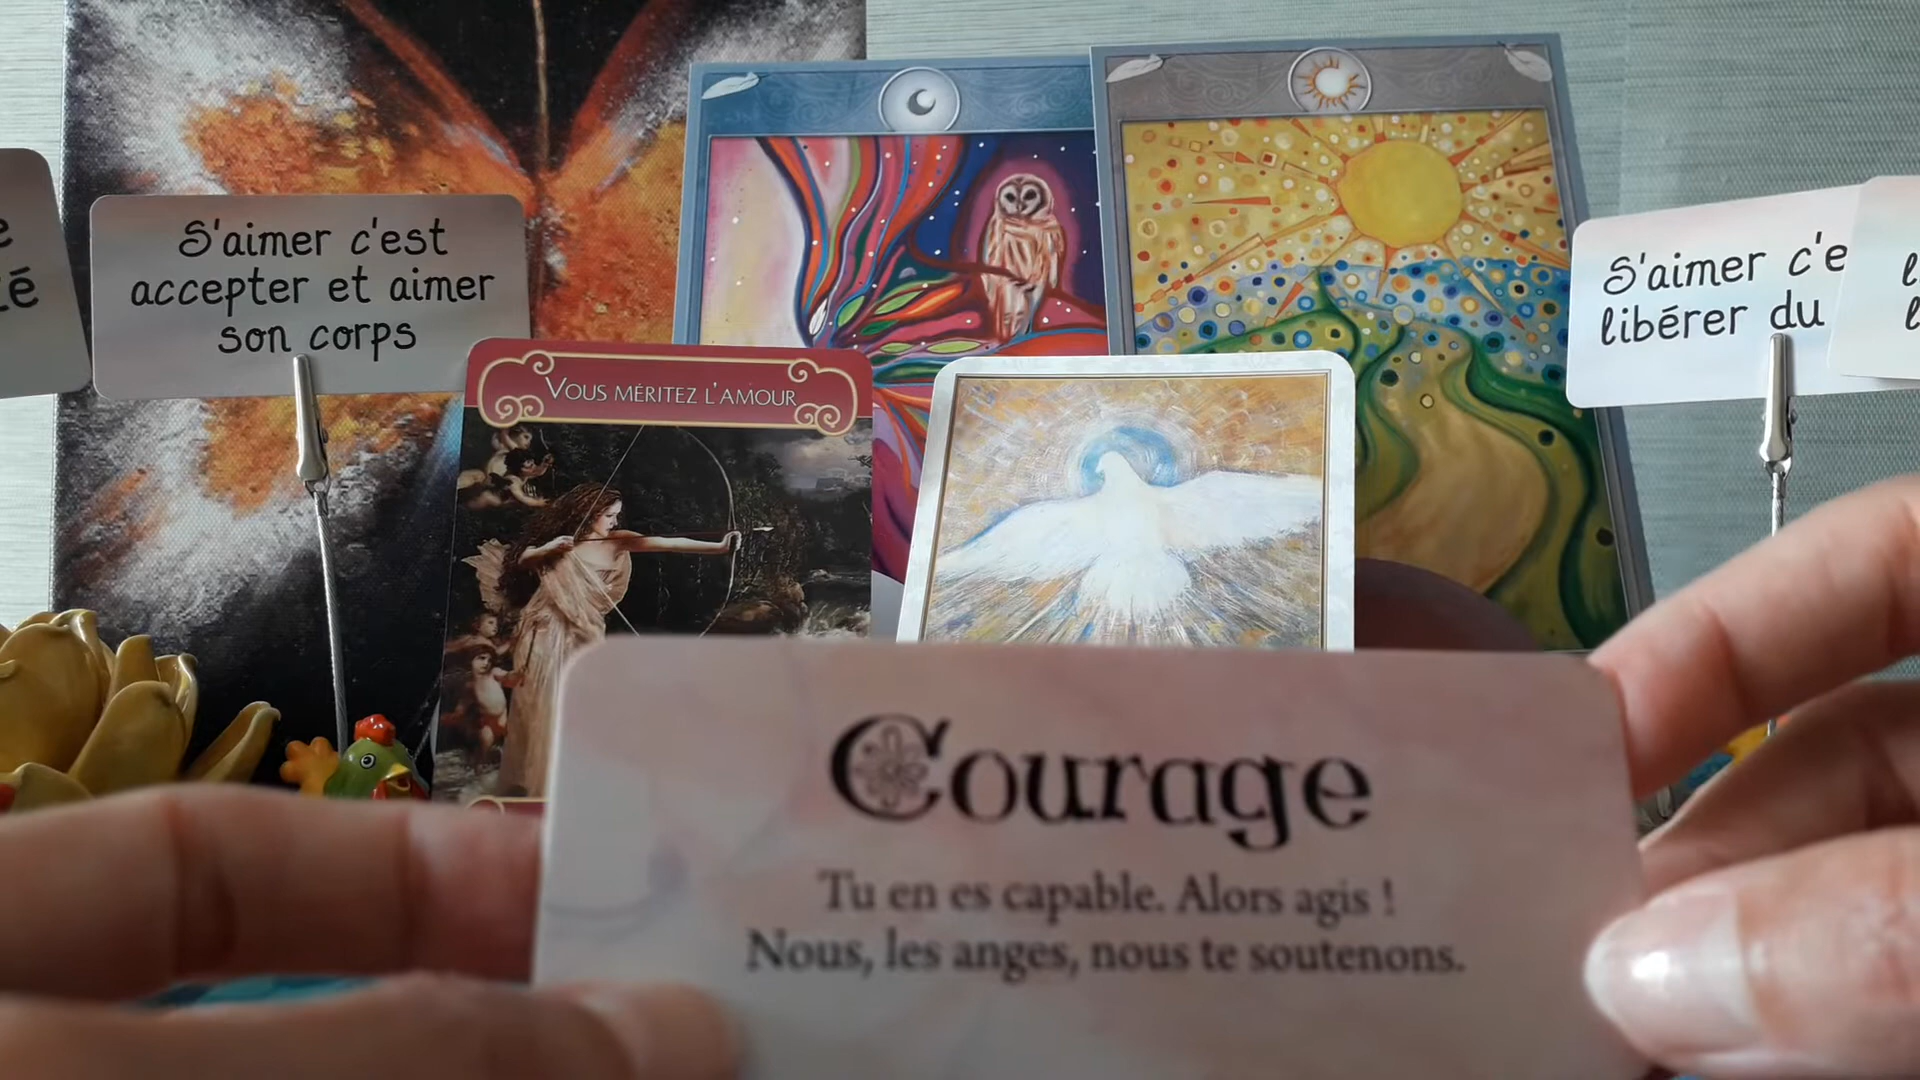 S'aimer c'est
accepter et aimer
son corps
VOUS MÉRITEZ L'AMOUR
S'aimer
libérer du
Courage
Tu en es capable. Alors agis !
Nous, les anges, nous te soutenons.